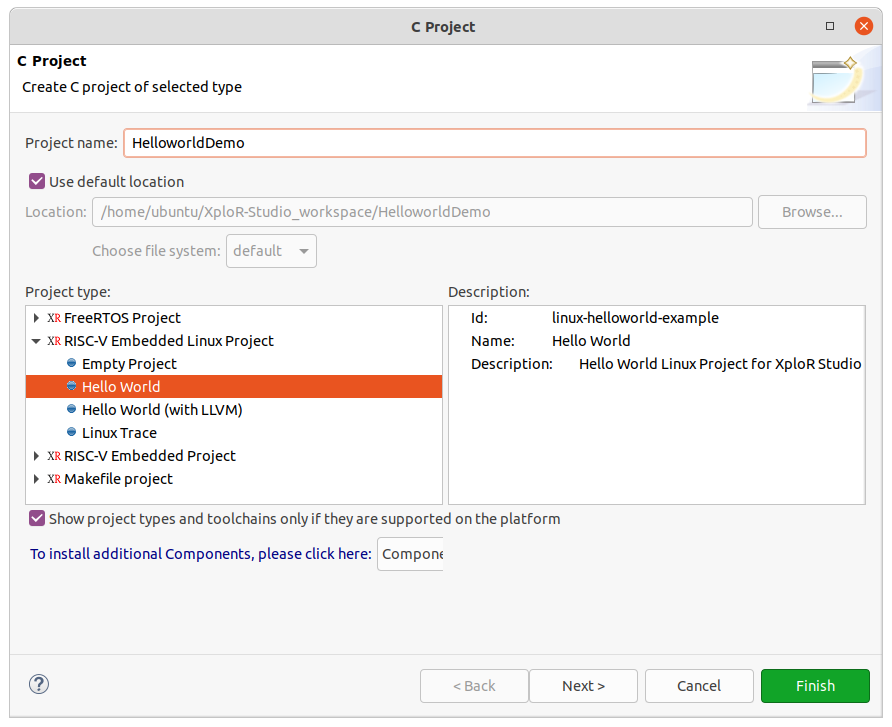 C Project
C Project
Create C project of selected type
Project name: HelloworldDemo
Use default location
Location: /home/ubuntu/XploR-Studio_workspace/HelloworldDemo Browse...
Choose file system: default
Project type: Description:
XR FreeRTOS Project
XR RISC-V Embedded Linux Project
Empty Project
Hello World
Hello World (with LLVM)
Linux Trace
XR RISC-V Embedded Project
XR Makefile project
Id: linux-helloworld-example
Name: Hello World
Description: Hello World Linux Project for XploR Studio
Show project types and toolchains only if they are supported on the platform
To install additional Components, please click here: Compone
? < Back Next > Cancel Finish